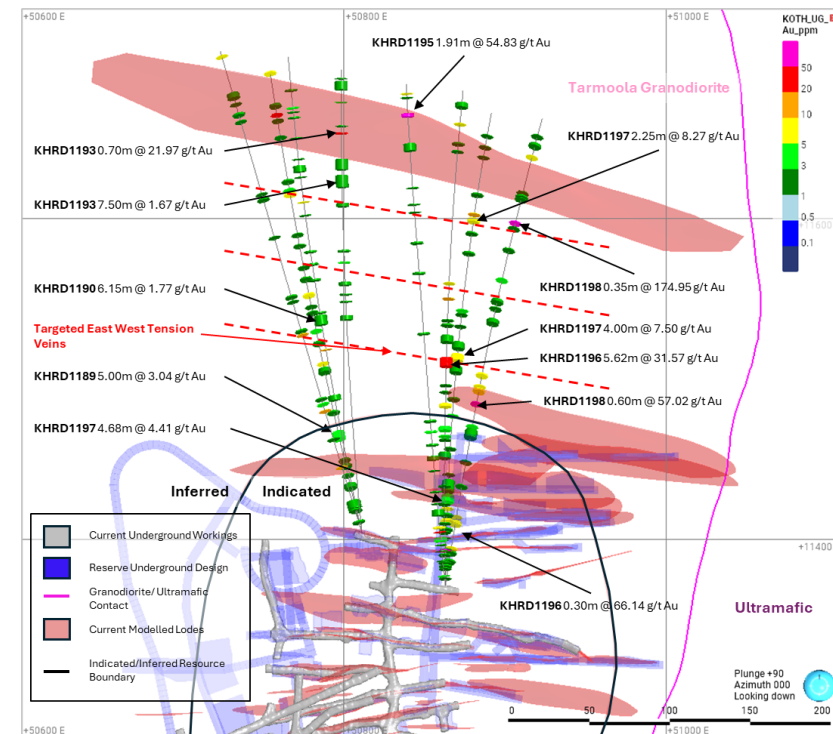 +50600 E
+50800 E
+51000 E
KOTH_UG_
Au_ppm
50
20
10
5
3
1
0.5
0.1
KHRD1195 1.91m @ 54.83 g/t Au
Tarmoola Granodiorite
KHRD1197 2.25m @ 8.27 g/t Au
KHRD1193 0.70m @ 21.97 g/t Au
KHRD1193 7.50m @ 1.67 g/t Au
+11600
KHRD1190 6.15m @ 1.77 g/t Au
KHRD1198 0.35m @ 174.95 g/t Au
Targeted East West Tension
Veins
KHRD1197 4.00m @ 7.50 g/t Au
KHRD1196 5.62m @ 31.57 g/t Au
KHRD1189 5.00m @ 3.04 g/t Au
KHRD1198 0.60m @ 57.02 g/t Au
KHRD1197 4.68m @ 4.41 g/t Au
Inferred
Indicated
Current Underground Workings
Reserve Underground Design
Granodiorite/ Ultramafic
Contact
Current Modelled Lodes
Indicated/Inferred Resource
Boundary
+11400
KHRD1196 0.30m @ 66.14 g/t Au
Ultramafic
Plunge +90
Azimuth 000
Looking down
0
50
100
150
200
+50600 E
+50800 E
+51000 E